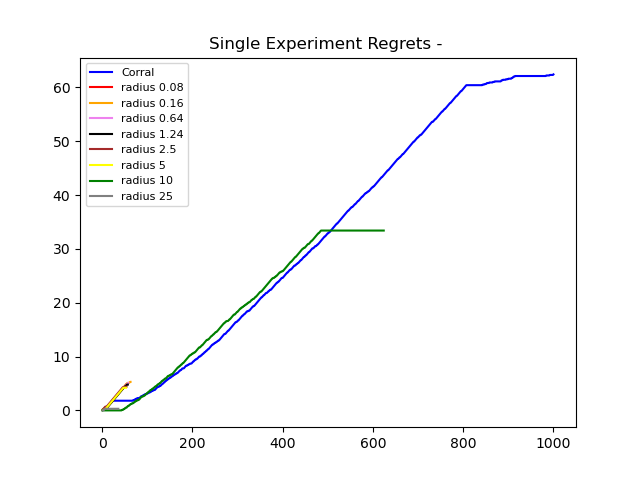 Single Experiment Regrets -
Corral
radius 0.08
radius 0.16
radius 0.64
radius 1.24
radius 2.5
radius 5
radius 10
radius 25
60
50
40
30
20
10
0
0 200 400 600 800 1000